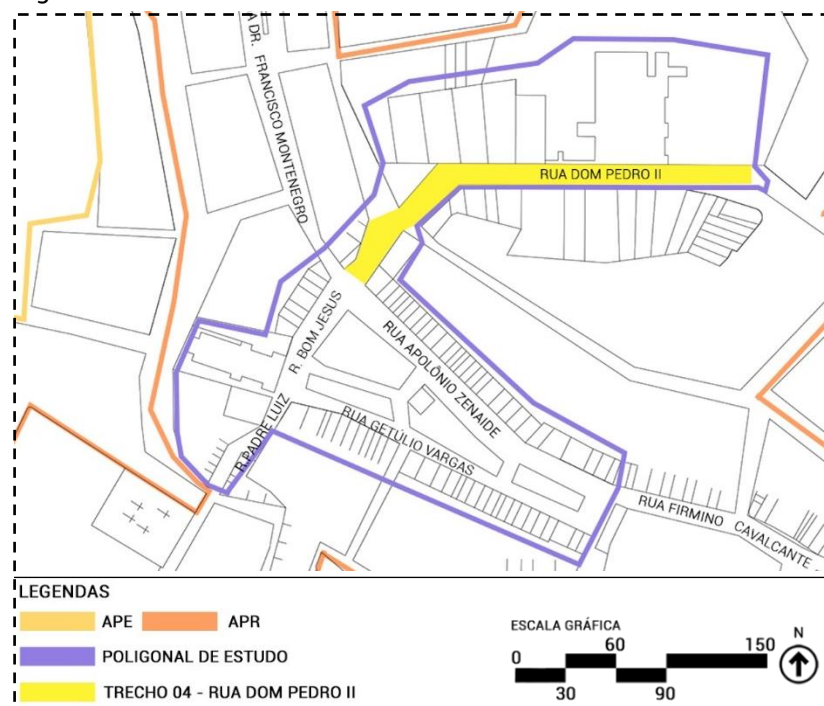 A DR. FRANCISCO MONTENEGRO
RUA DOM PEDRO II
R. BOM JESUS
RUA APOLÔNIO ZENAIDE
R.PADRE LUIZ
RUA GETÚLIO VARGAS
RUA FIRMINO CAVALCANTE
LEGENDAS
APE APR
POLIGONAL DE ESTUDO
TRECHO 04 - RUA DOM PEDRO II
ESCALA GRÁFICA
0 60 150
30 90
N